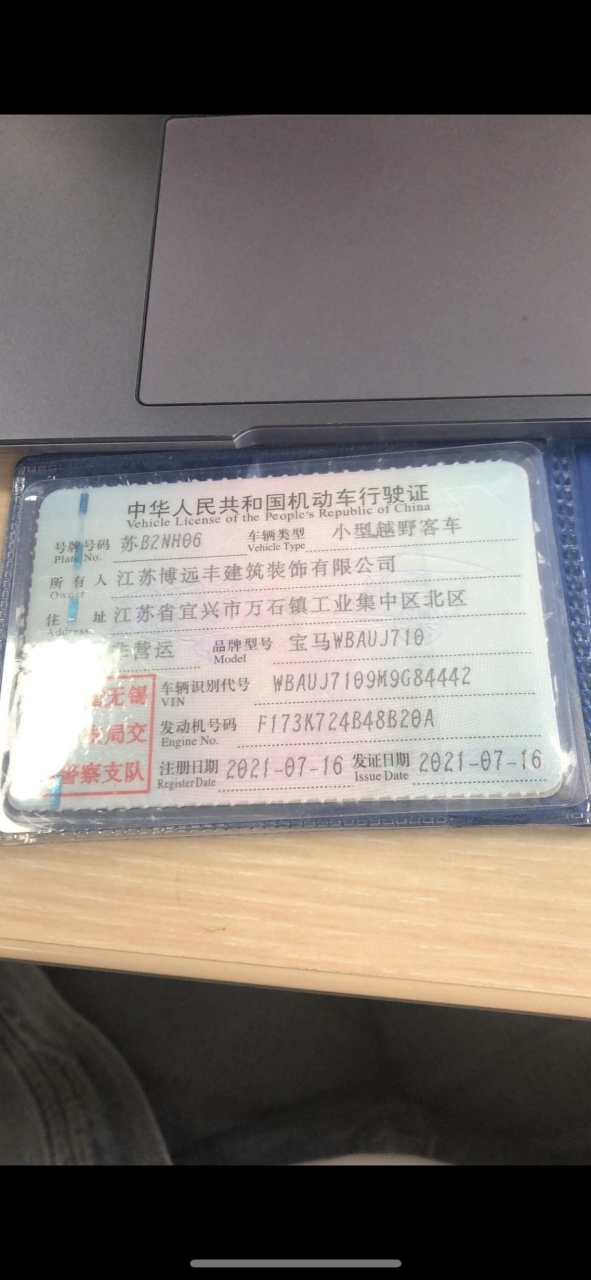 中华人民共和国机动车行驶证
Vehicle License of the People's Republic of China
号牌号码 苏B2NH06 车辆类型 小型越野客车
Plate No. Vehicle Type
所有人 江苏博远丰建筑装饰有限公司
Owner
住址 江苏省宜兴市万石镇工业集中区北区
Address
营运 品牌型号 宝马WBAUJ710
Model
无锡 车辆识别代号 WBAUJ7109M9G84442
VIN
局交 发动机号码 F173K724B48B20A
Engine No.
警察支队 注册日期 2021-07-16 发证日期 2021-07-16
Register Date Issue Date